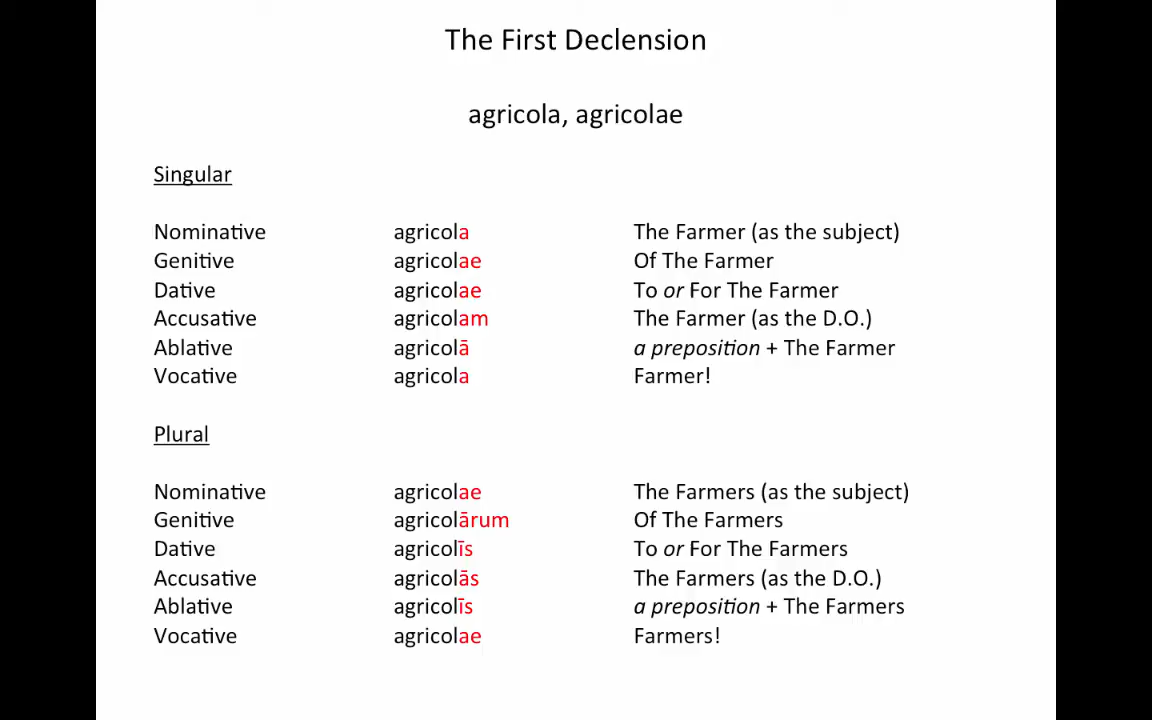 The First Declension
agricola, agricolae
Singular
Nominative agricola The Farmer (as the subject)
Genitive agricolae Of The Farmer
Dative agricolae To or For The Farmer
Accusative agricolam The Farmer (as the D.O.)
Ablative agricolā a preposition + The Farmer
Vocative agricola Farmer!
Plural
Nominative agricolae The Farmers (as the subject)
Genitive agricolārum Of The Farmers
Dative agricolīs To or For The Farmers
Accusative agricolās The Farmers (as the D.O.)
Ablative agricolīs a preposition + The Farmers
Vocative agricolae Farmers!